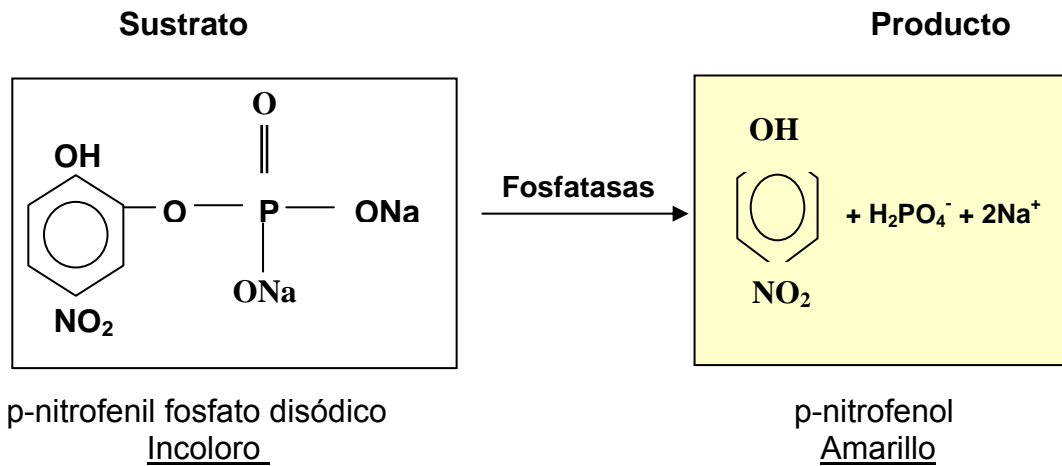 Sustrato
Producto
O
OH
O
P
ONa
ONa
NO₂
Fosfatasas
OH
+ H₂PO₄⁻ + 2Na⁺
NO₂
p-nitrofenil fosfato disódico
Incoloro
p-nitrofenol
Amarillo